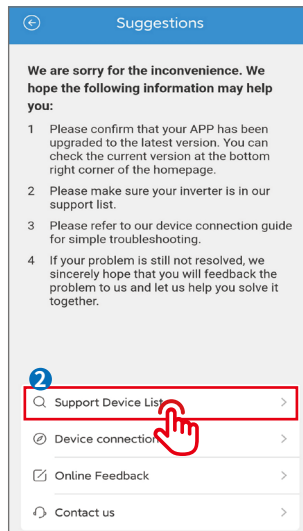 Suggestions
We are sorry for the inconvenience. We
hope the following information may help
you:
1 Please confirm that your APP has been
upgraded to the latest version. You can
check the current version at the bottom
right corner of the homepage.
2 Please make sure your inverter is in our
support list.
3 Please refer to our device connection guide
for simple troubleshooting.
4 If your problem is still not resolved, we
sincerely hope that you will feedback the
problem to us and let us help you solve it
together.
2
Support Device List
Device connection
Online Feedback
Contact us